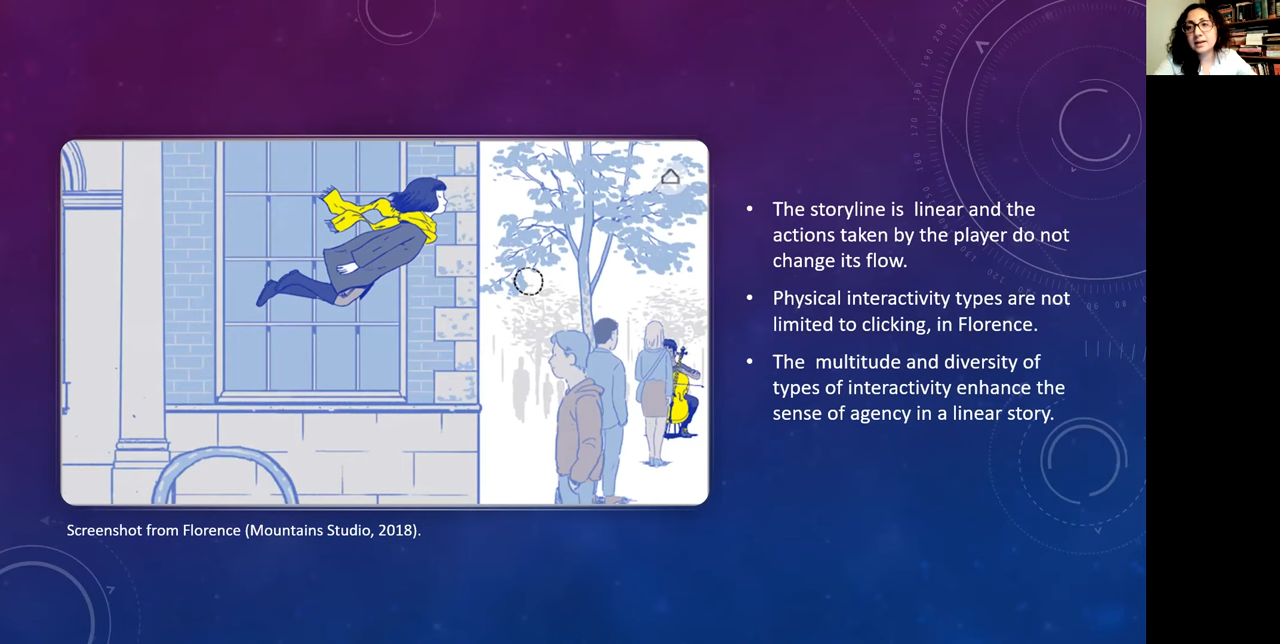 The storyline is linear and the
actions taken by the player do not
change its flow.
Physical interactivity types are not
limited to clicking, in Florence.
The multitude and diversity of
types of interactivity enhance the
sense of agency in a linear story.
Screenshot from Florence (Mountains Studio, 2018).